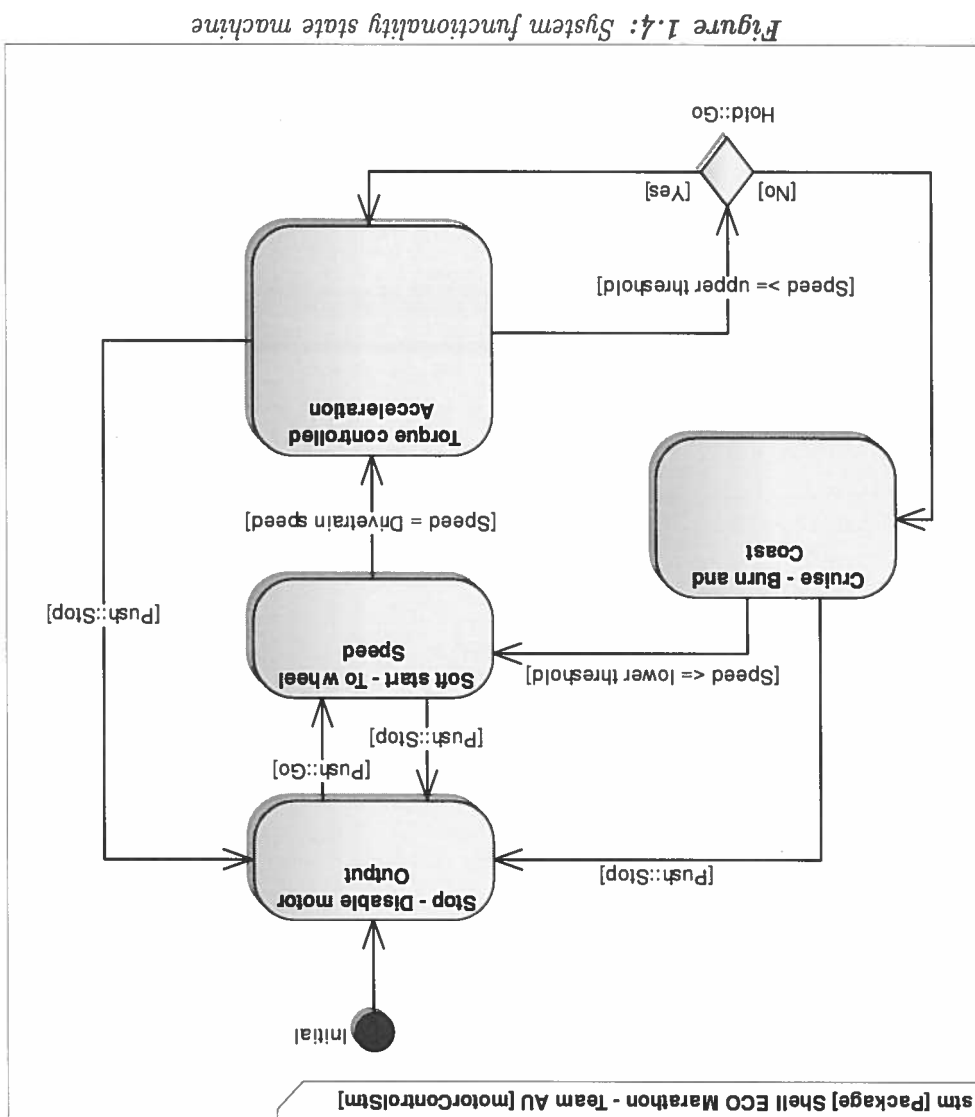 stm [Package] Shell ECO Marathon - Team AU [motorControlStm]
Initial
Stop - Disable motor
Output
[Push::Stop]
[Push::Go]
[Push::Stop]
Soft start - To wheel
Speed
[Speed <= lower threshold]
[Push::Stop]
Cruise - Burn and
Coast
[Speed = Drivetrain speed]
Torque controlled
Acceleration
[Speed >= upper threshold]
[No]
[Yes]
Hold::Go
Figure 1.4: System functionality state machine